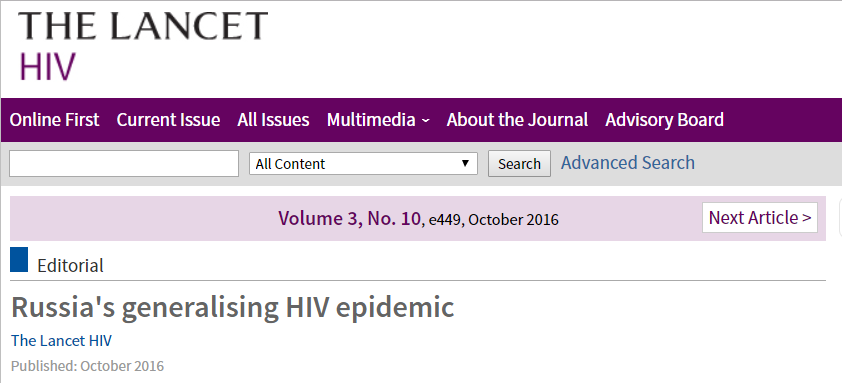 THE LANCET
HIV
Online First Current Issue All Issues Multimedia About the Journal Advisory Board
All Content Search Advanced Search
Volume 3, No. 10, e449, October 2016 Next Article >
Editorial
Russia's generalising HIV epidemic
The Lancet HIV
Published: October 2016